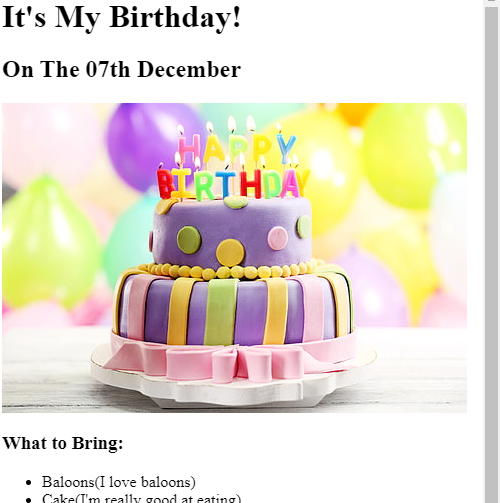 It's My Birthday!
On The 07th December
HAPPY
BIRTHDAY
What to Bring:
Baloons(I love baloons)
Cake(I'm really good at eating)